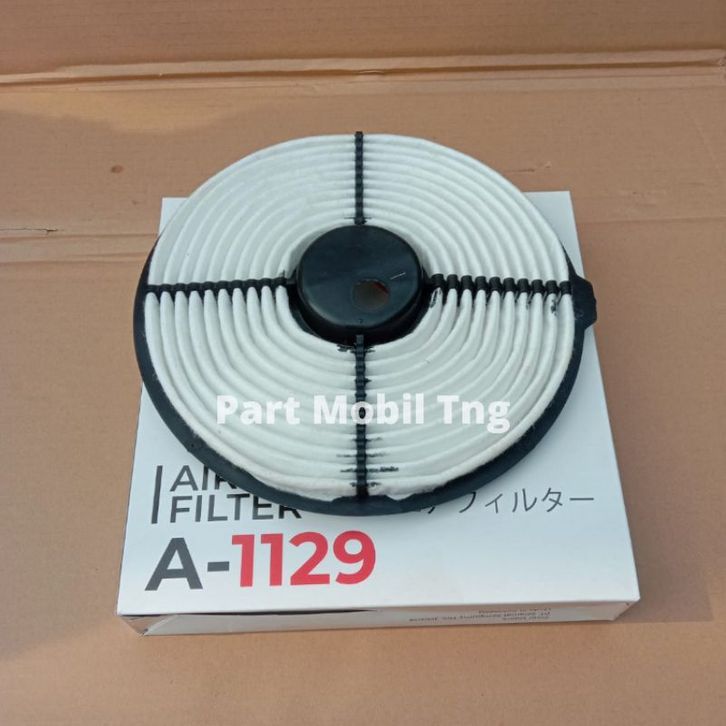 Part Mobil Tng
AIR
FILTER
フィルター
A-1129